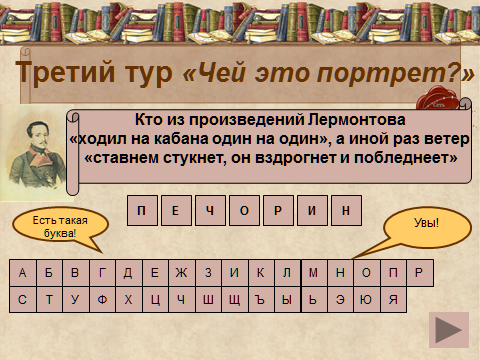 Третий тур «Чей это портрет?»
Кто из произведений Лермонтова
«ходил на кабана один на один», а иной раз ветер
«ставнем стукнет, он вздрогнет и побледнеет»
П Е Ч О Р И Н
Есть такая
буква!
Увы!
А Б В Г Д Е Ж З И К Л М Н О П Р
С Т У Ф Х Ц Ч Ш Щ Ъ Ы Ь Э Ю Я